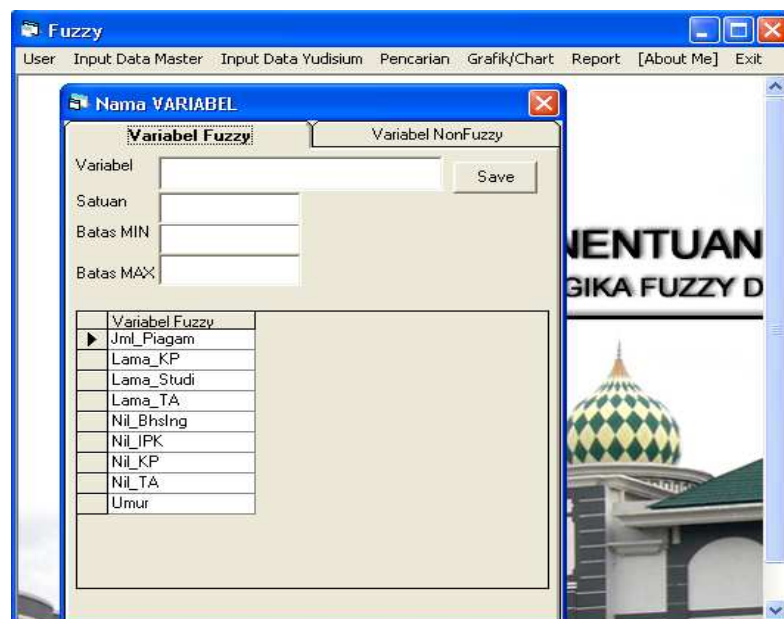 Fuzzy
User Input Data Master Input Data Yudisium Pencarian Grafik/Chart Report [About Me] Exit
Nama VARIABEL
Variabel Fuzzy Variabel NonFuzzy
Variabel
Save
Satuan
Batas MIN
Batas MAX
NENTUAN
GIKA FUZZY D
Variabel Fuzzy
Jml_Piagam
Lama_KP
Lama_Studi
Lama_TA
Nil_BhsIng
Nil_IPK
Nil_KP
Nil_TA
Umur